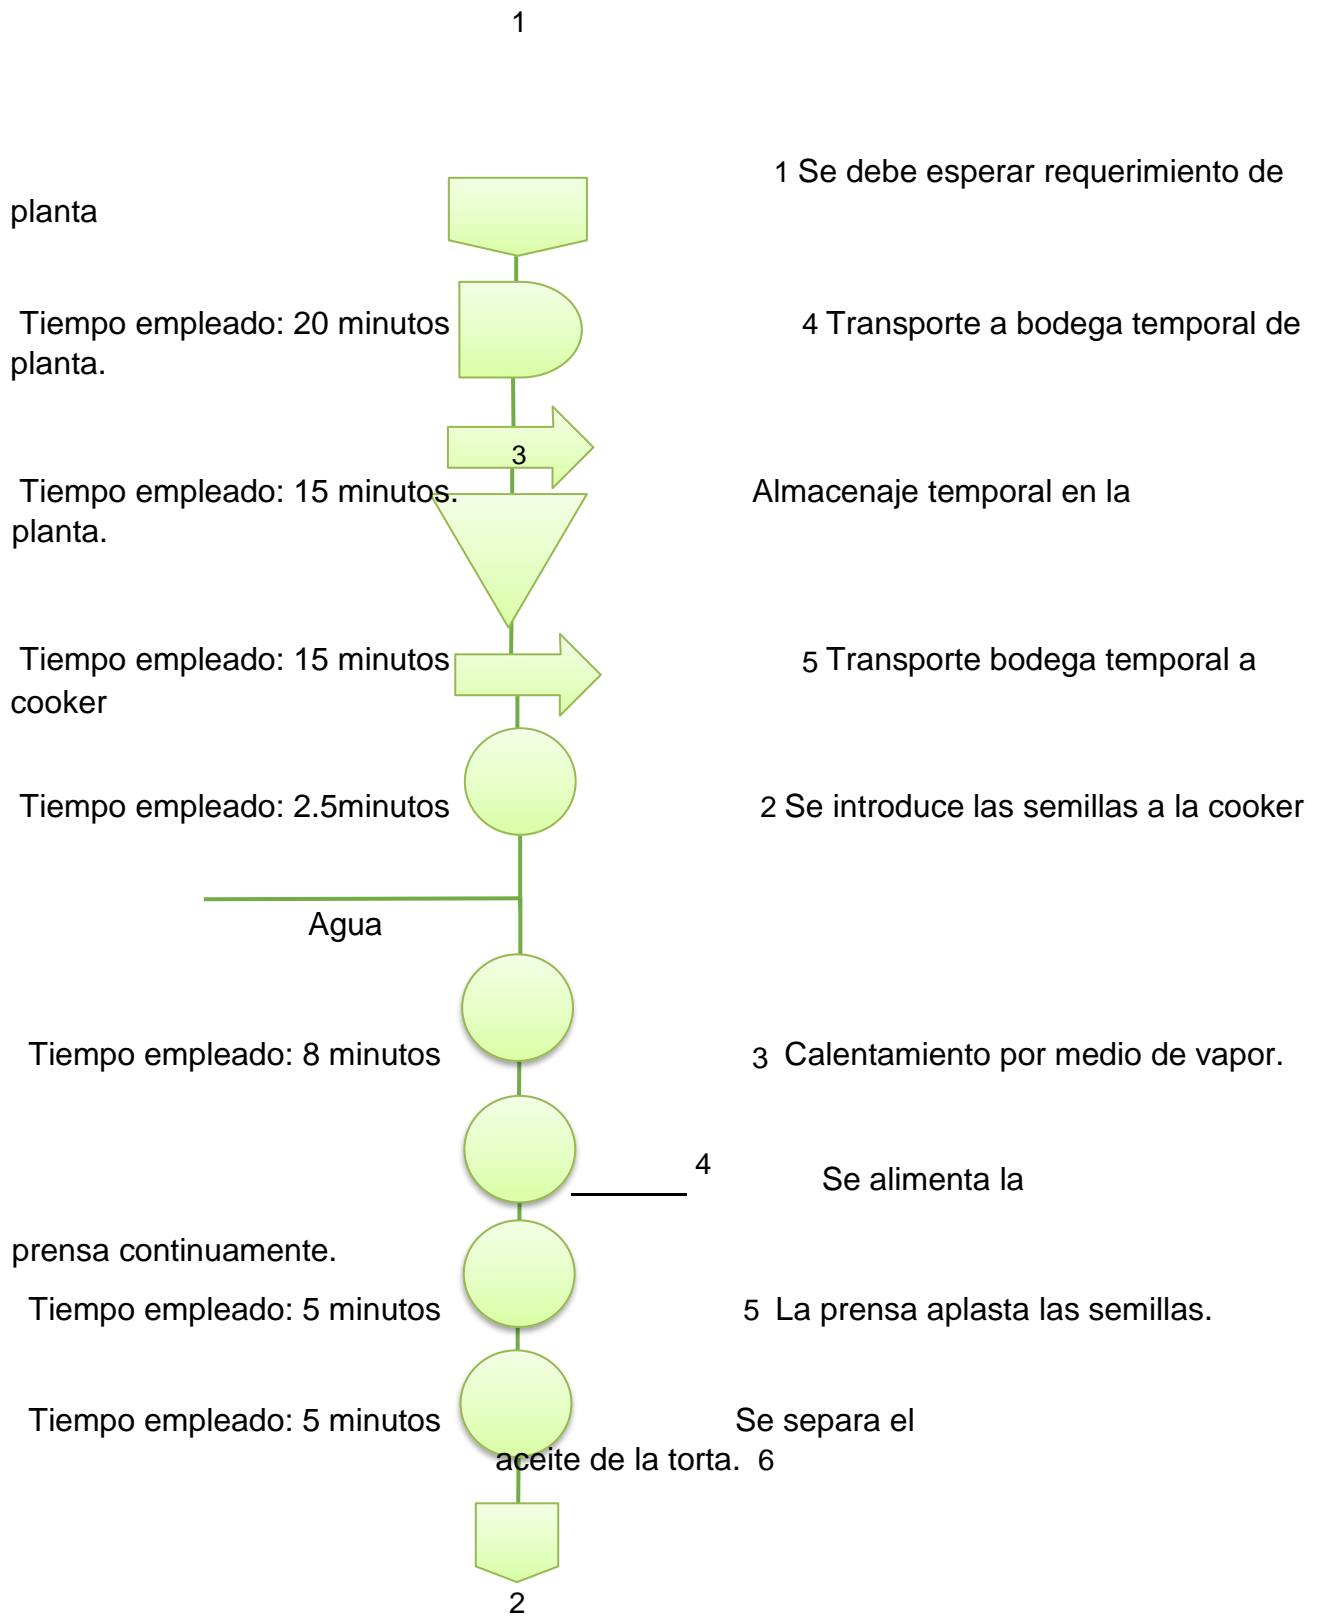 1
1 Se debe esperar requerimiento de
planta
Tiempo empleado: 20 minutos 4 Transporte a bodega temporal de
planta.
3
Tiempo empleado: 15 minutos. Almacenaje temporal en la
planta.
Tiempo empleado: 15 minutos 5 Transporte bodega temporal a
cooker
Tiempo empleado: 2.5minutos 2 Se introduce las semillas a la cooker
Agua
Tiempo empleado: 8 minutos 3 Calentamiento por medio de vapor.
4 Se alimenta la
prensa continuamente.
Tiempo empleado: 5 minutos 5 La prensa aplasta las semillas.
Tiempo empleado: 5 minutos Se separa el
aceite de la torta. 6
2